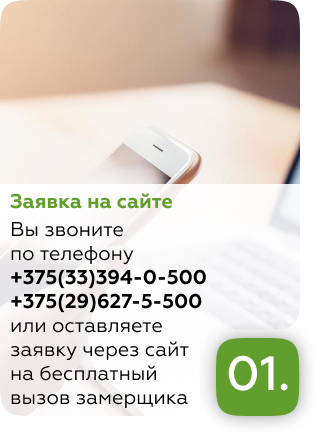 Заявка на сайте
Вы звоните
по телефону
+375(33)394-0-500
+375(29)627-5-500
или оставляете
заявку через сайт
на бесплатный
вызов замерщика
01.